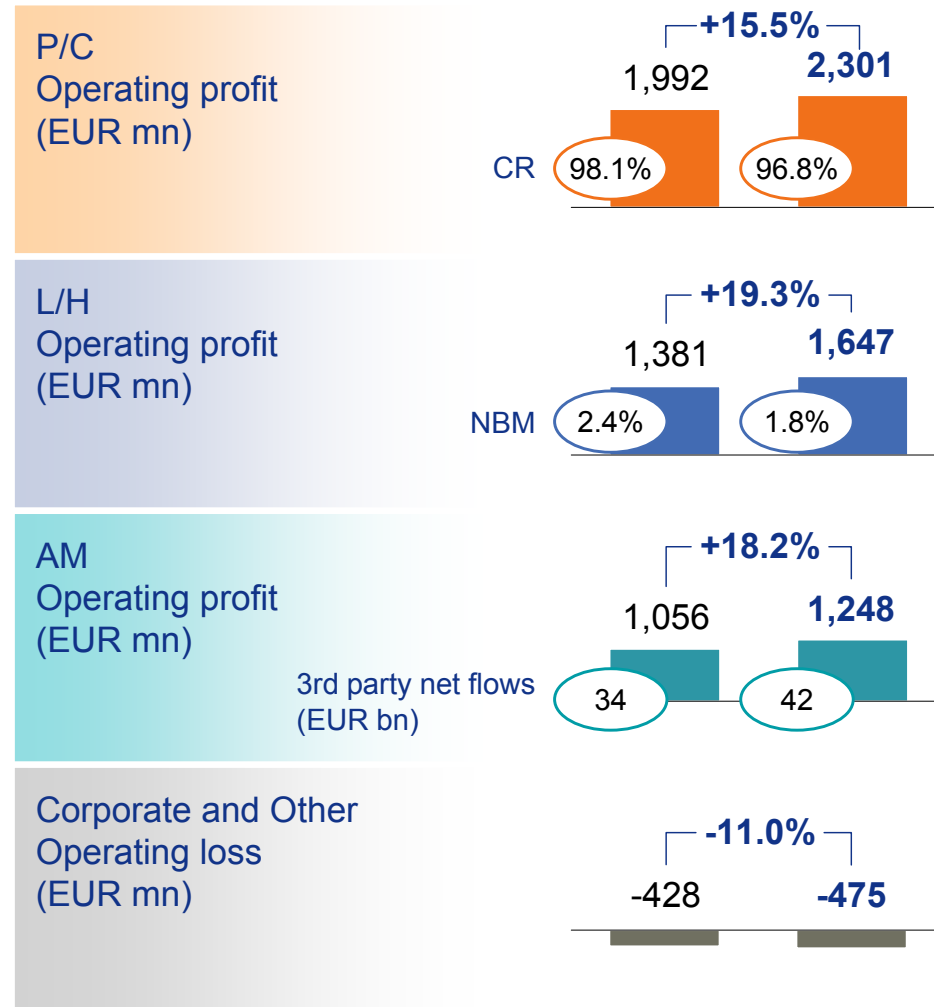 P/C
Operating profit
(EUR mn)
+15.5%
1,992
2,301
CR
98.1%
96.8%
L/H
Operating profit
(EUR mn)
+19.3%
1,381
1,647
NBM
2.4%
1.8%
AM
Operating profit
(EUR mn)
+18.2%
1,056
1,248
3rd party net flows
(EUR bn)
34
42
Corporate and Other
Operating loss
(EUR mn)
-11.0%
-428
-475